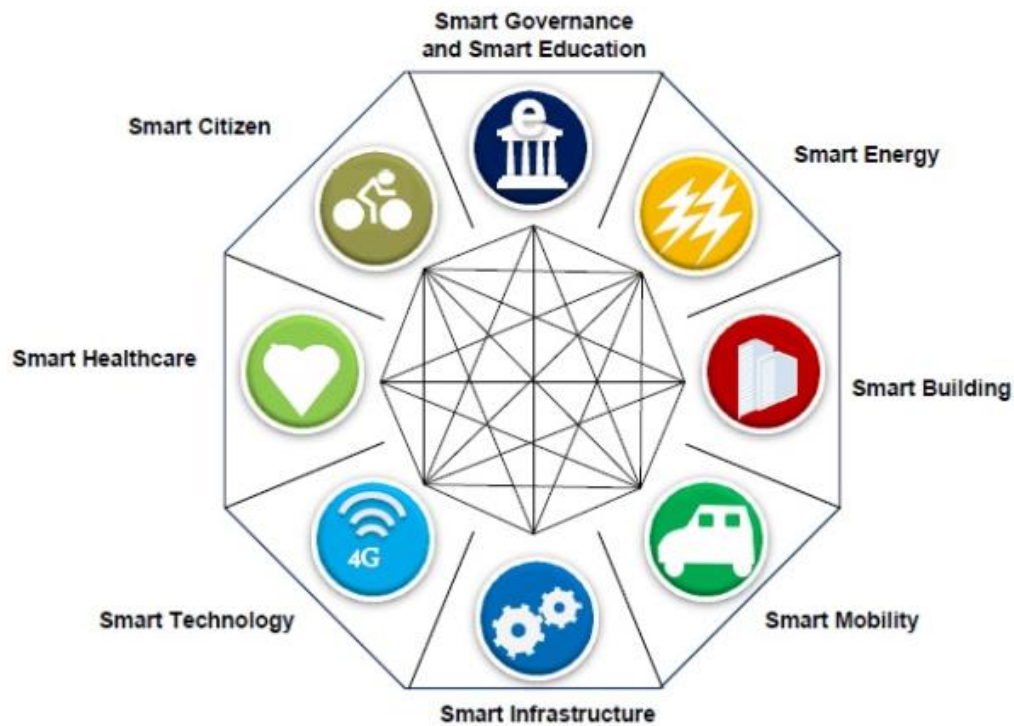 Smart Governance
and Smart Education
Smart Citizen
e
Smart Energy
Smart Healthcare
Smart Building
4G
Smart Technology
Smart Mobility
Smart Infrastructure